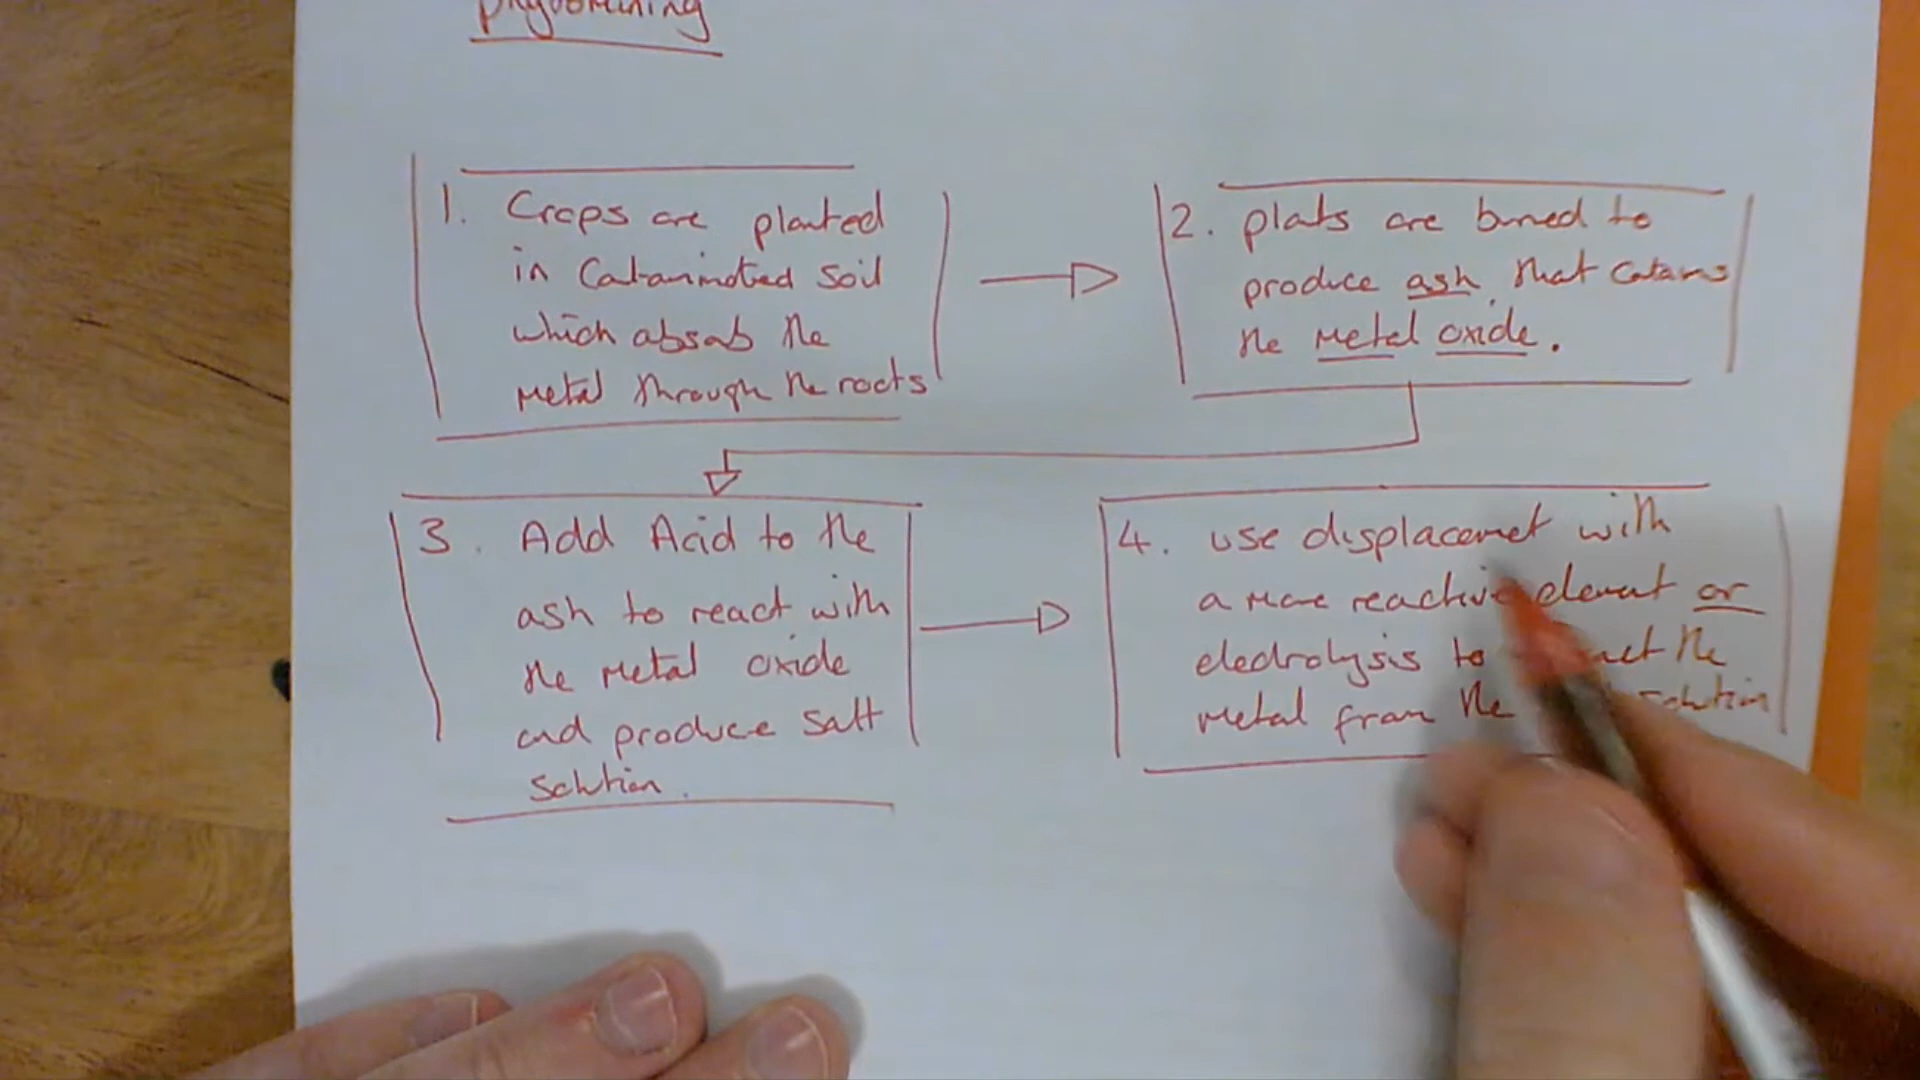 phytomining
1. Crops are planted
in Contaminated soil
which absorb the
metal through the roots
2. plants are burned to
produce ash, that contains
the metal oxide.
3. Add Acid to the
ash to react with
the metal oxide
and produce salt
solution.
4. use displacement with
a more reactive element or
electrolysis to the
metal from the solution